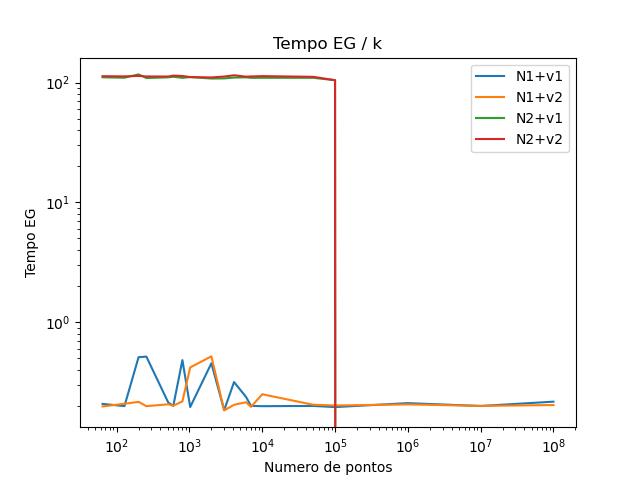 Tempo EG / k
N1+v1
N1+v2
N2+v1
N2+v2
Tempo EG
10²
10¹
10⁰
10² 10³ 10⁴ 10⁵ 10⁶ 10⁷ 10⁸
Numero de pontos